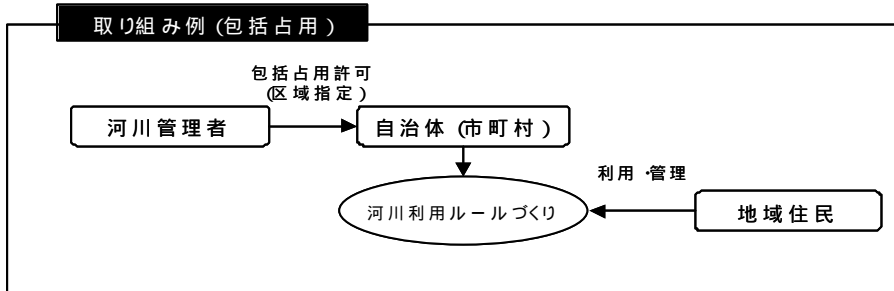 取り組み例(包括占用)
包括占用許可
(区域指定)
河川管理者
自治体(市町村)
利用・管理
河川利用ルールづくり
地域住民